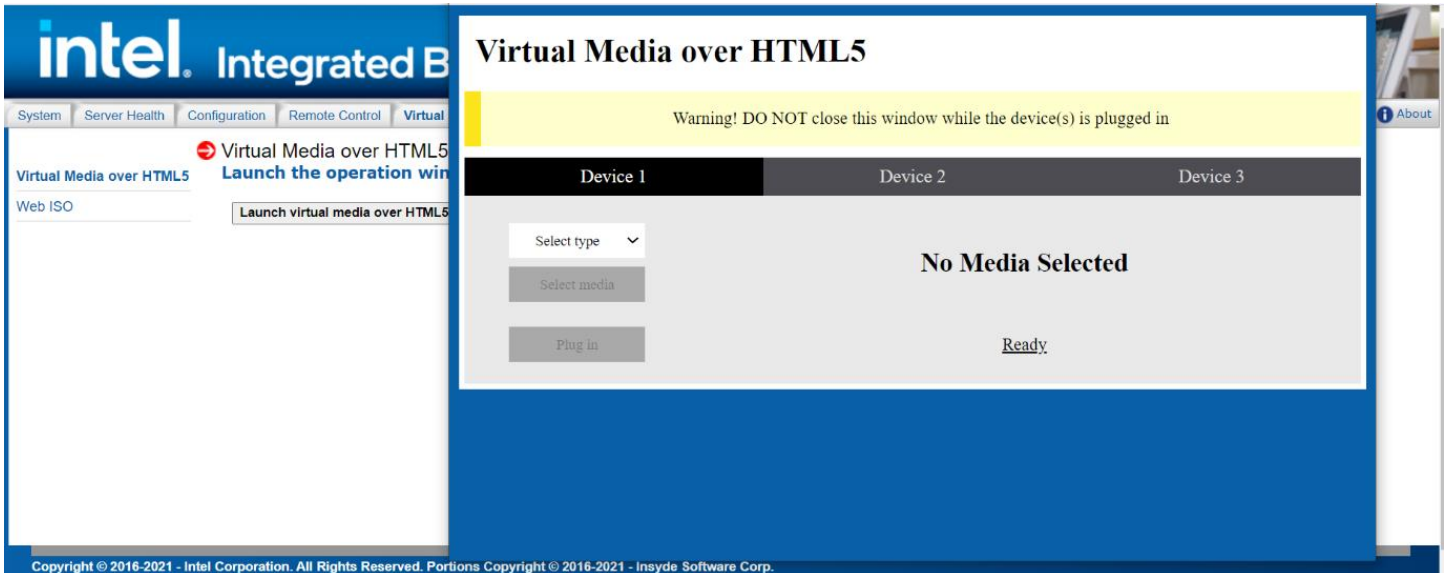 intel. Integrated B
System Server Health Configuration Remote Control Virtual
About
Virtual Media over HTML5
Web ISO
Virtual Media over HTML5
Launch the operation win
Launch virtual media over HTML5
Virtual Media over HTML5
Warning! DO NOT close this window while the device(s) is plugged in
Device 1 Device 2 Device 3
Select type
Select media
Plug in
No Media Selected
Ready
Copyright © 2016-2021 - Intel Corporation. All Rights Reserved. Portions Copyright © 2016-2021 - Insyde Software Corp.